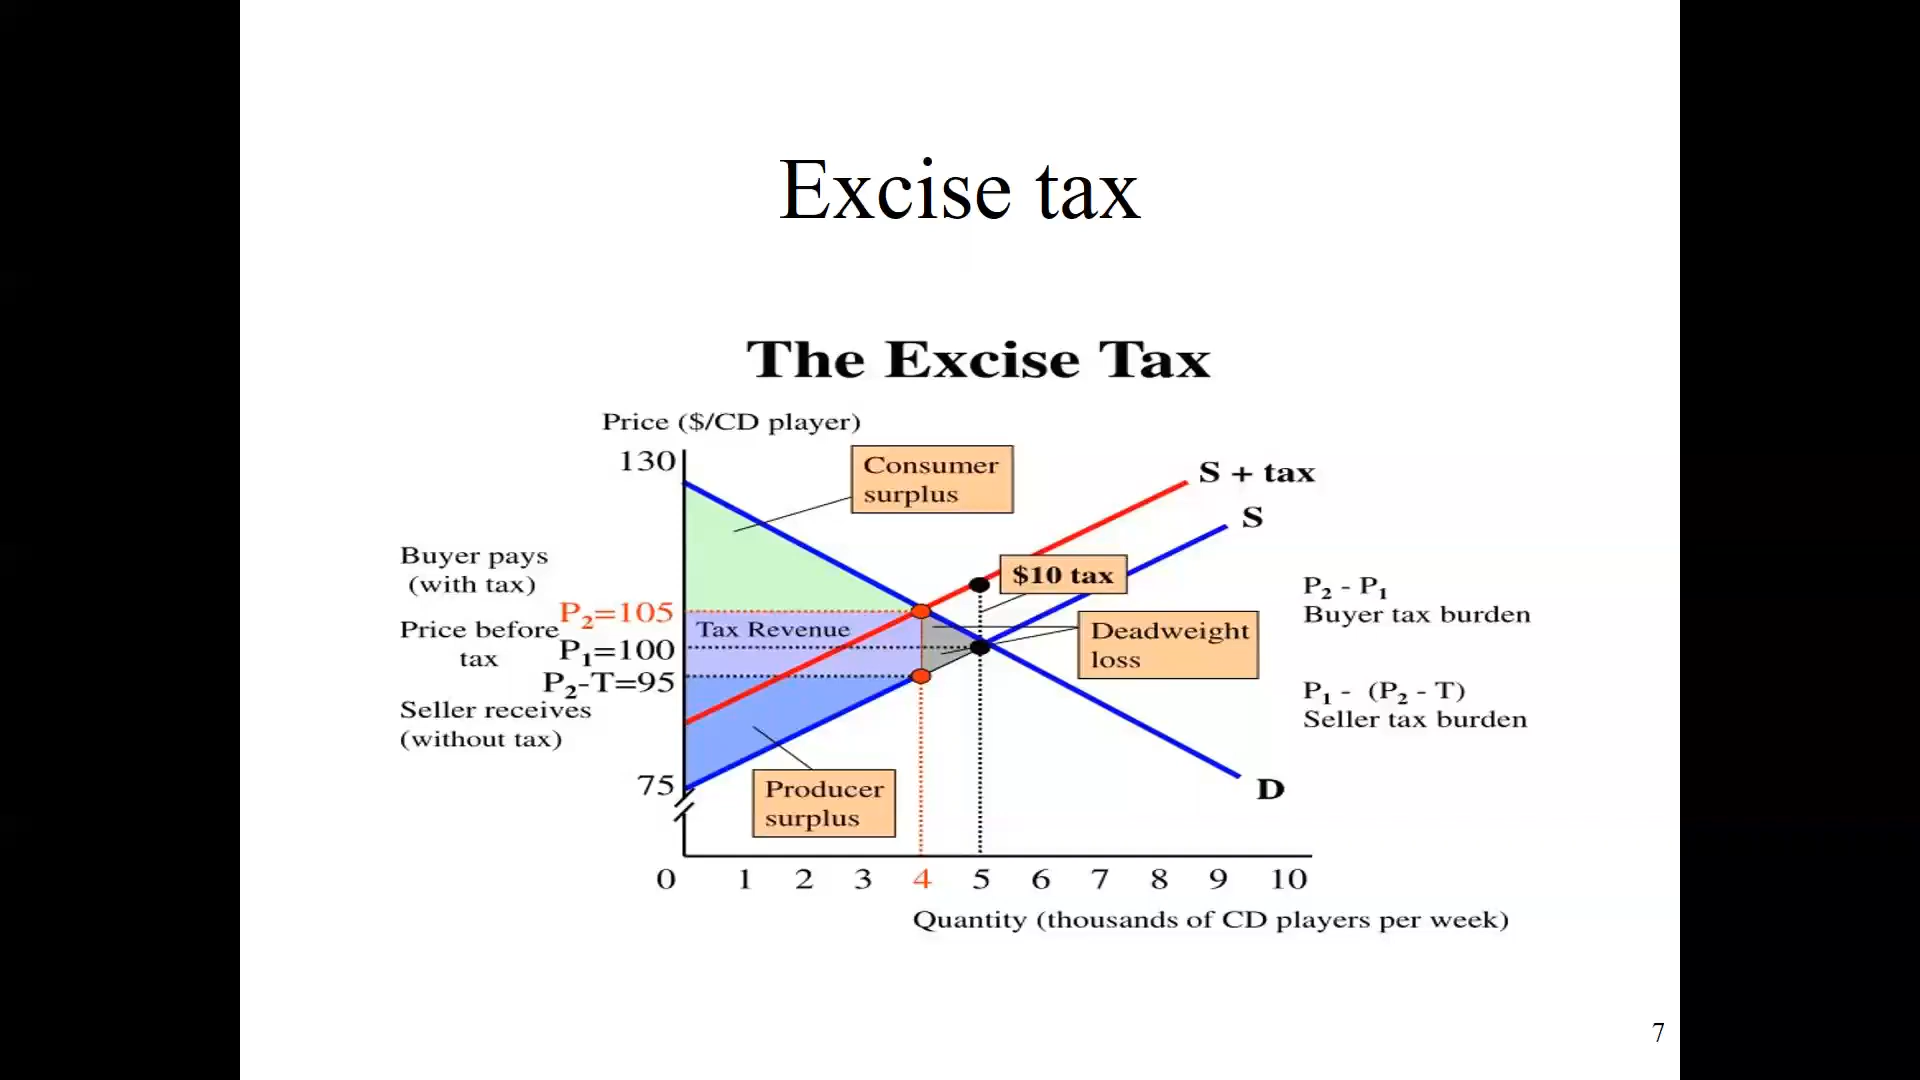 Excise tax
The Excise Tax
Price ($/CD player)
130
Consumer
surplus
S + tax
S
Buyer pays
(with tax)
$10 tax
P₂ - P₁
Buyer tax burden
P₂=105
Price before
tax
Tax Revenue
P₁=100
Deadweight
loss
P₂-T=95
P₁ - (P₂ - T)
Seller tax burden
Seller receives
(without tax)
75
Producer
surplus
D
0 1 2 3 4 5 6 7 8 9 10
Quantity (thousands of CD players per week)
7